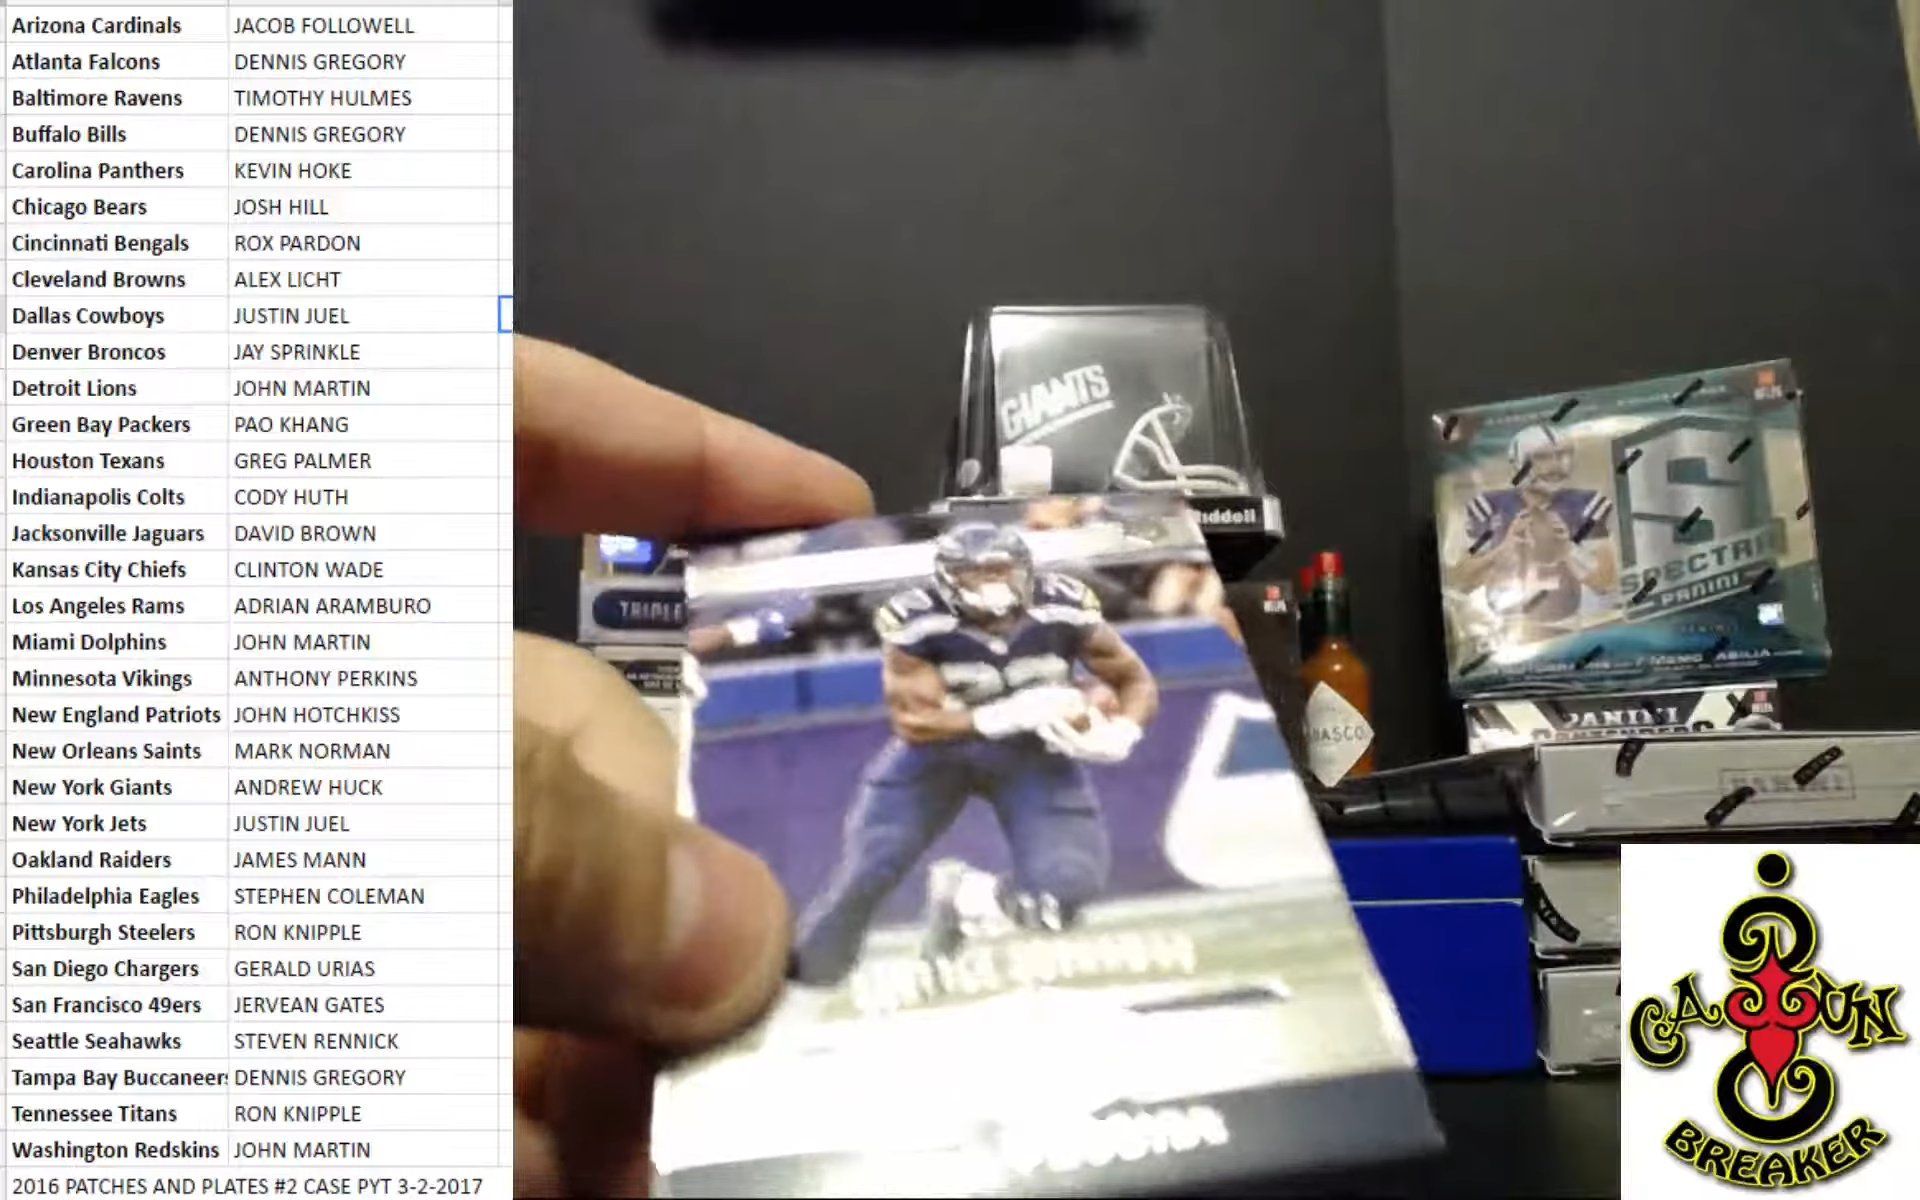 Arizona Cardinals JACOB FOLLOWELL
Atlanta Falcons DENNIS GREGORY
Baltimore Ravens TIMOTHY HULMES
Buffalo Bills DENNIS GREGORY
Carolina Panthers KEVIN HOKE
Chicago Bears JOSH HILL
Cincinnati Bengals ROX PARDON
Cleveland Browns ALEX LICHT
Dallas Cowboys JUSTIN JUEL
Denver Broncos JAY SPRINKLE
Detroit Lions JOHN MARTIN
Green Bay Packers PAO KHANG
Houston Texans GREG PALMER
Indianapolis Colts CODY HUTH
Jacksonville Jaguars DAVID BROWN
Kansas City Chiefs CLINTON WADE
Los Angeles Rams ADRIAN ARAMBURO
Miami Dolphins JOHN MARTIN
Minnesota Vikings ANTHONY PERKINS
New England Patriots JOHN HOTCHKISS
New Orleans Saints MARK NORMAN
New York Giants ANDREW HUCK
New York Jets JUSTIN JUEL
Oakland Raiders JAMES MANN
Philadelphia Eagles STEPHEN COLEMAN
Pittsburgh Steelers RON KNIPPLE
San Diego Chargers GERALD URIAS
San Francisco 49ers JERVEAN GATES
Seattle Seahawks STEVEN RENNICK
Tampa Bay Buccaneers DENNIS GREGORY
Tennessee Titans RON KNIPPLE
Washington Redskins JOHN MARTIN
2016 PATCHES AND PLATES #2 CASE PYT 3-2-2017
GIANTS
Riddell
TRIPLE
SPECTRA
PANINI
PANINI
PANINI
CAJUN
BREAKER